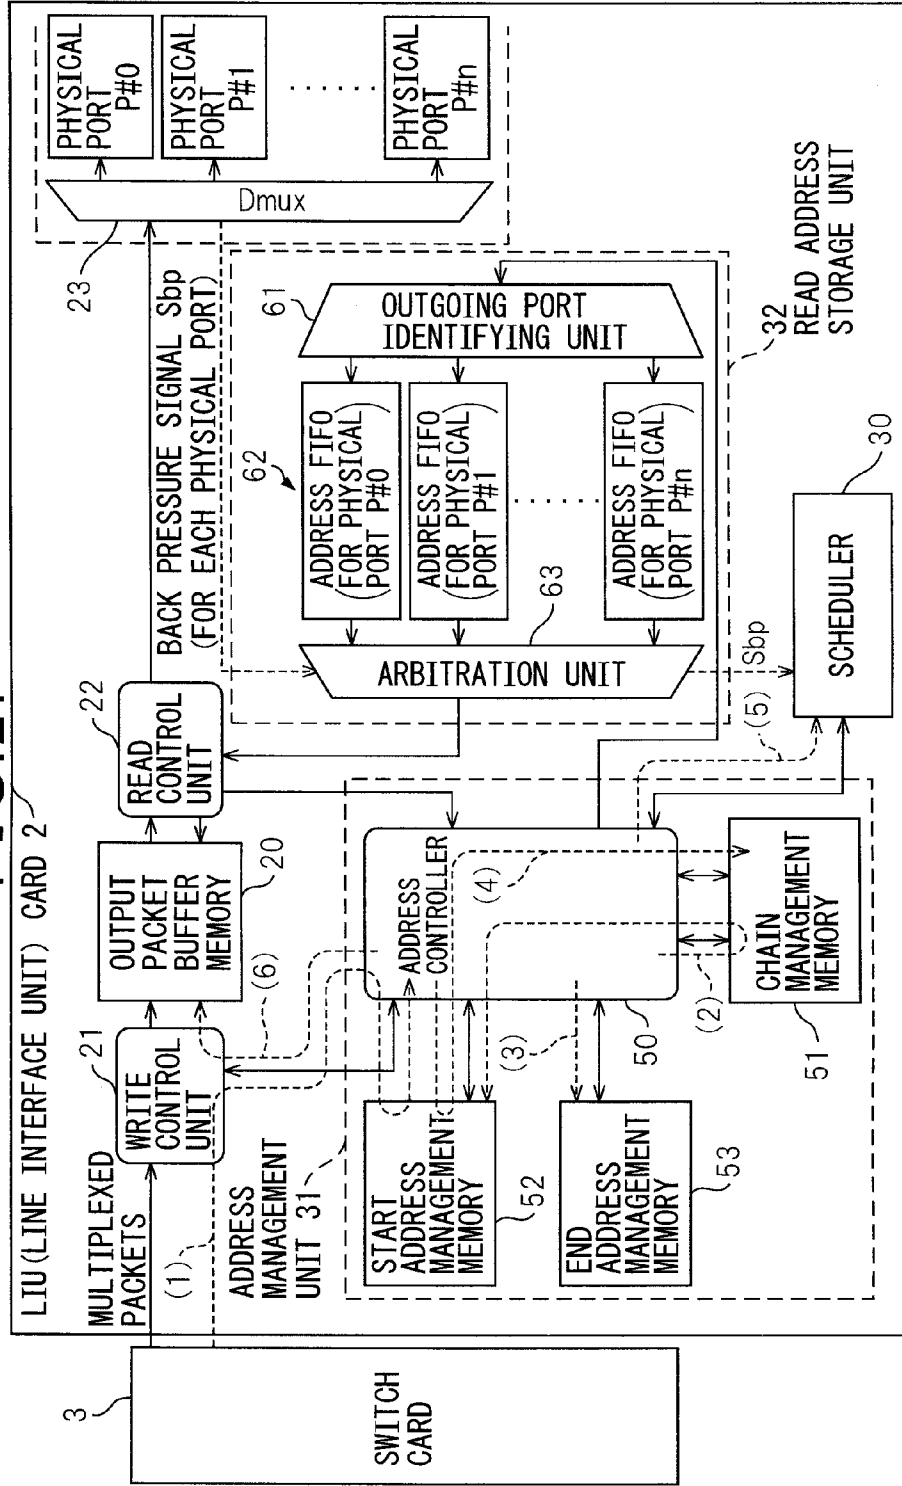 LIU(LINE INTERFACE UNIT) CARD 2
3
SWITCH
CARD
MULTIPLEXED
PACKETS
(1)
21
WRITE
CONTROL
UNIT
OUTPUT
PACKET
BUFFER
MEMORY
20
(6)
22
READ
CONTROL
UNIT
BACK PRESSURE SIGNAL Sbp
(FOR EACH PHYSICAL PORT)
23
Dmux
PHYSICAL
PORT
P#0
PHYSICAL
PORT
P#1
PHYSICAL
PORT
P#n
ADDRESS
MANAGEMENT
UNIT 31
START
ADDRESS
MANAGEMENT
MEMORY
52
END
ADDRESS
MANAGEMENT
MEMORY
53
ADDRESS
CONTROLLER
(4)
(3)
50
(2)
CHAIN
MANAGEMENT
MEMORY
51
(5)
62
ADDRESS FIFO
(FOR PHYSICAL
PORT P#0)
ADDRESS FIFO
(FOR PHYSICAL
PORT P#1)
ADDRESS FIFO
(FOR PHYSICAL
PORT P#n)
63
ARBITRATION UNIT
61
OUTGOING PORT
IDENTIFYING UNIT
32
READ ADDRESS
STORAGE UNIT
Sbp
30
SCHEDULER